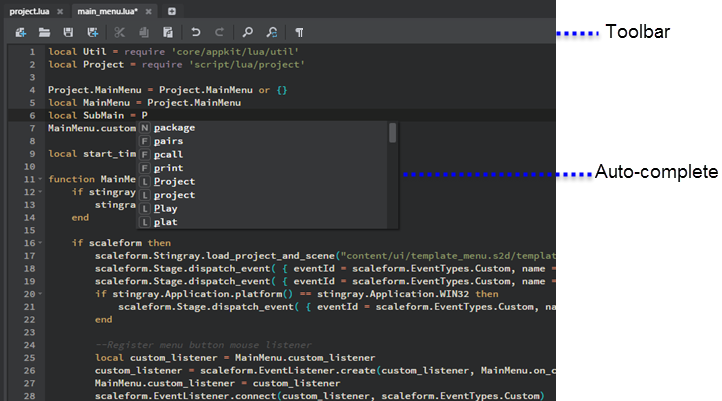 project.lua main_menu.lua*
Toolbar
1 local Util = require 'core/appkit/lua/util'
2 local Project = require 'script/lua/project'
3
4 Project.MainMenu = Project.MainMenu or {}
5 local MainMenu = Project.MainMenu
6 local SubMain = P
7 MainMenu.custom
N package
8
F pairs
9 local start_tim
F pcall
10
F print
11 function MainMe
L Project
12 if stingray
L project
13 stingra
L Play
14 end
L plat
Auto-complete
15
16 if scaleform then
17 scaleform.Stingray.load_project_and_scene("content/ui/template_menu.s2d/templat
18 scaleform.Stage.dispatch_event( { eventId = scaleform.EventTypes.Custom, name =
19 scaleform.Stage.dispatch_event( { eventId = scaleform.EventTypes.Custom, name =
20 if stingray.Application.platform() == stingray.Application.WIN32 then
21 scaleform.Stage.dispatch_event( { eventId = scaleform.EventTypes.Custom, na
22 end
23
24 --Register menu button mouse listener
25 local custom_listener = MainMenu.custom_listener
26 custom_listener = scaleform.EventListener.create(custom_listener, MainMenu.on_c
27 MainMenu.custom_listener = custom_listener
28 scaleform.EventListener.connect(custom_listener, scaleform.EventTypes.Custom)